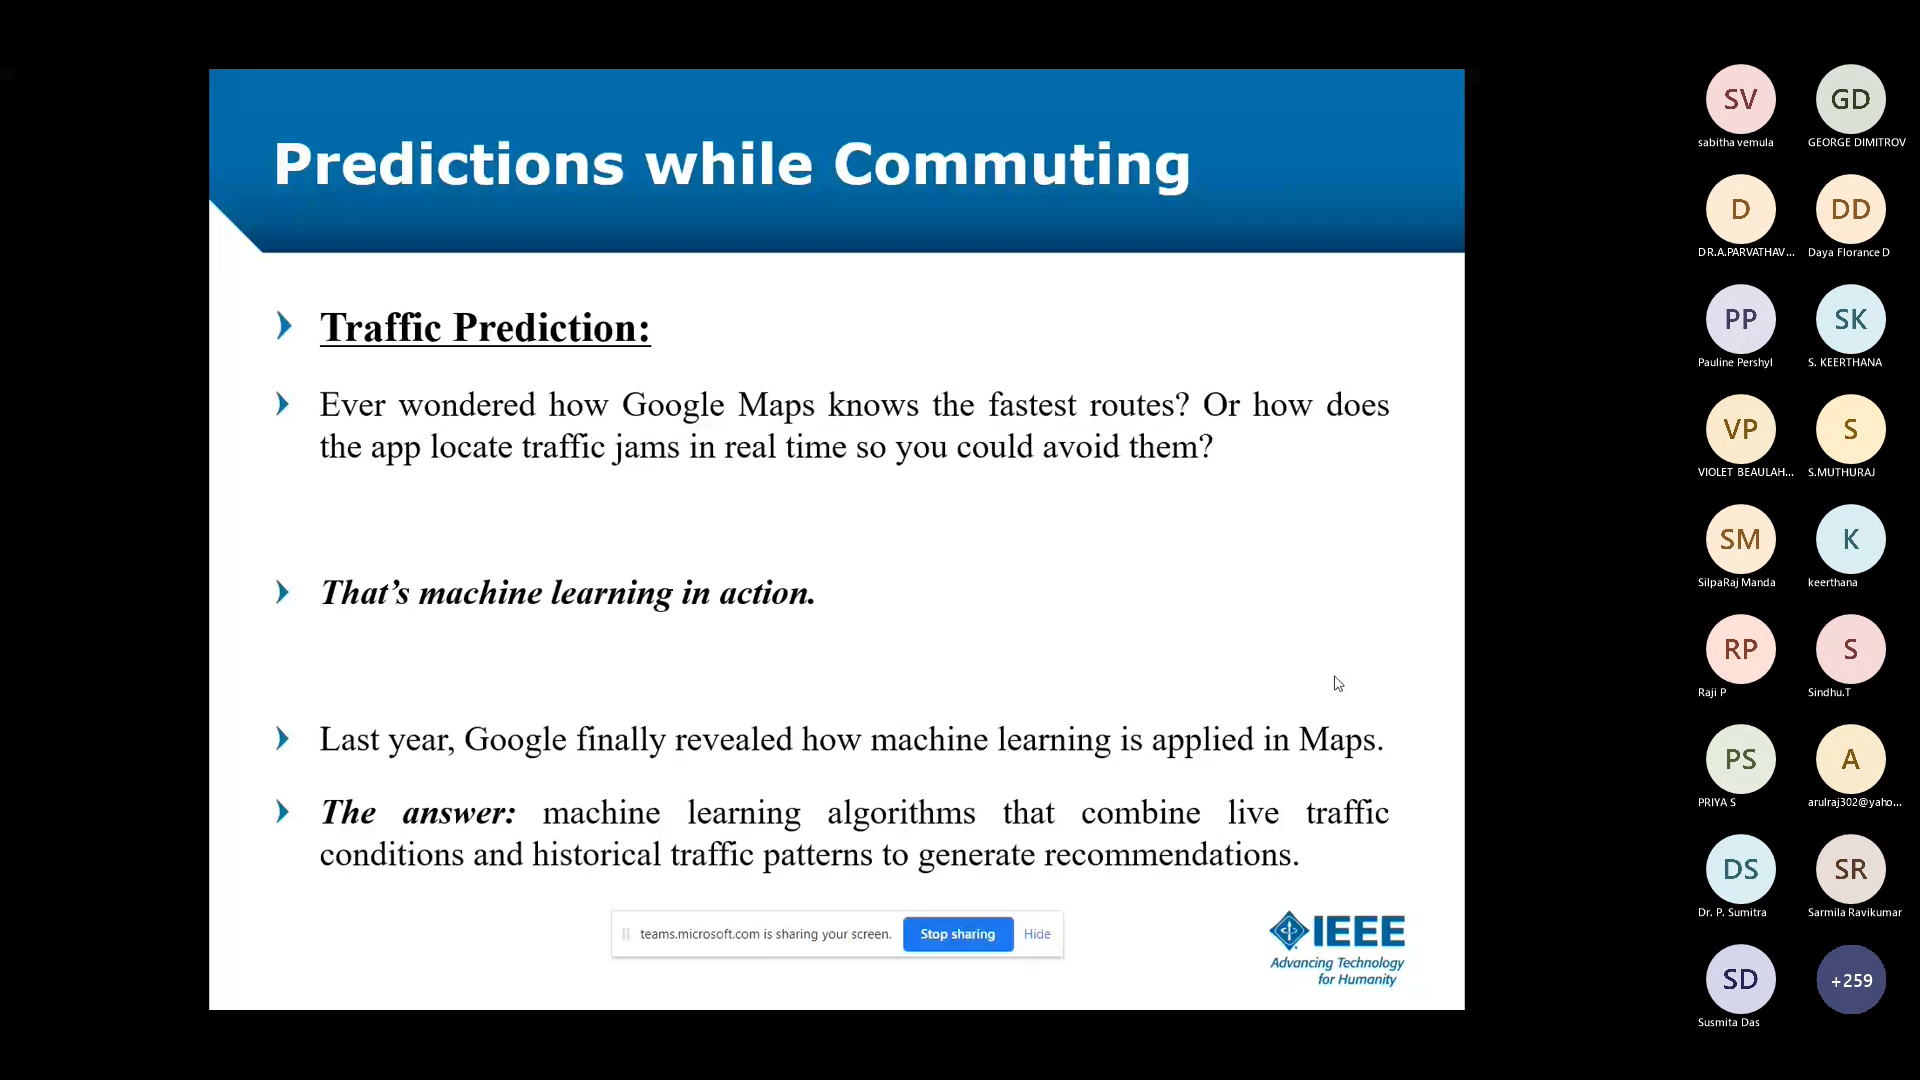 Predictions while Commuting
Traffic Prediction:
Ever wondered how Google Maps knows the fastest routes? Or how does
the app locate traffic jams in real time so you could avoid them?
That’s machine learning in action.
Last year, Google finally revealed how machine learning is applied in Maps.
The answer: machine learning algorithms that combine live traffic
conditions and historical traffic patterns to generate recommendations.
teams.microsoft.com is sharing your screen. Stop sharing Hide
IEEE
Advancing Technology
for Humanity
SV GD
sabitha vemula GEORGE DIMITROV
D DD
DR.A.PARVATHAV... Daya Florance D
PP SK
Pauline Pershyl S. KEERTHANA
VP S
VIOLET BEAULAH... S.MUTHURAJ
SM K
SilpaRaj Manda keerthana
RP S
Raji P Sindhu.T
PS A
PRIYA S arulraj302@yaho...
DS SR
Dr. P. Sumitra Sarmila Ravikumar
SD +259
Susmita Das